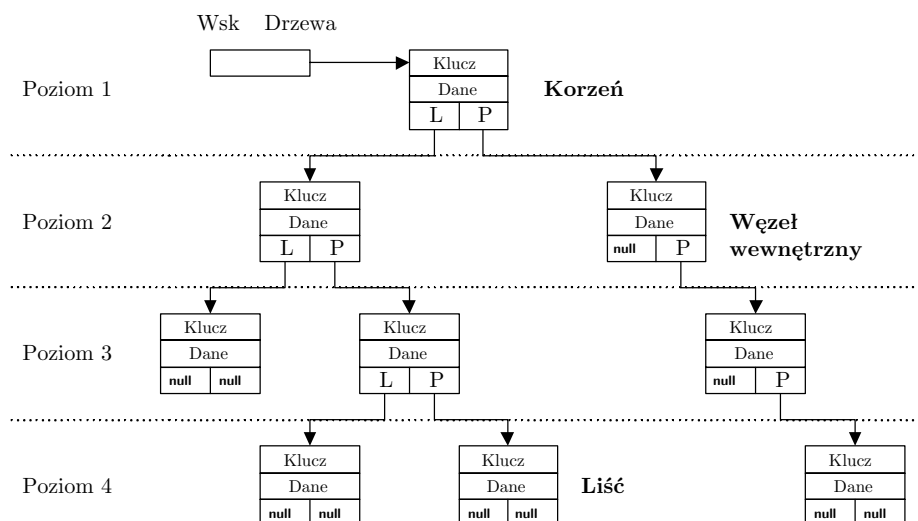 Wsk Drzewa
Klucz
Poziom 1
Dane
Korzeń
L P
Klucz
Klucz
Poziom 2
Dane
Dane
Węzeł
L P
null P
wewnętrzny
Klucz
Klucz
Klucz
Poziom 3
Dane
Dane
Dane
null null
L P
null P
Klucz
Klucz
Klucz
Poziom 4
Dane
Dane
Liść
Dane
null null
null null
null null